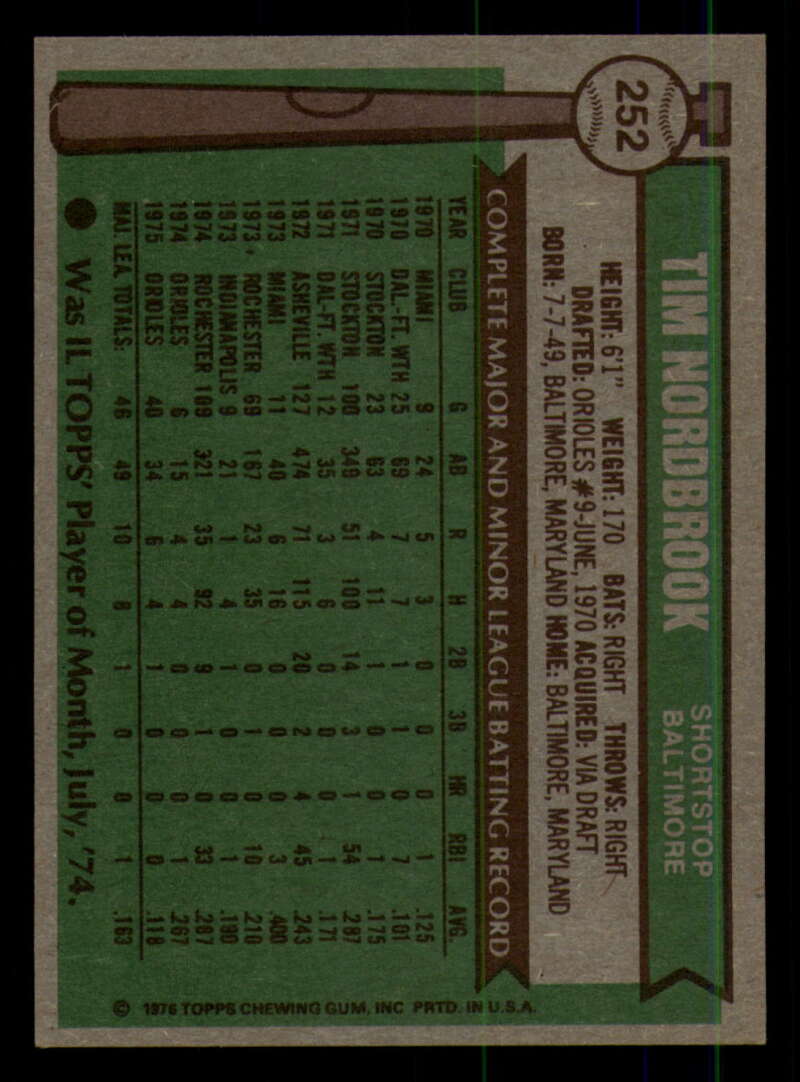 252
TIM NORDBROOK
SHORTSTOP
BALTIMORE
HEIGHT: 6'1" WEIGHT: 170 BATS: RIGHT THROWS: RIGHT
DRAFTED: ORIOLES #9-JUNE, 1970 ACQUIRED: VIA DRAFT
BORN: 7-7-49, BALTIMORE, MARYLAND HOME: BALTIMORE, MARYLAND
COMPLETE MAJOR AND MINOR LEAGUE BATTING RECORD
YEAR CLUB G AB R H 2B 3B HR RBI AVG.
1970 MIAMI 9 24 5 3 0 0 0 1 .125
1970 DAL.-FT. WTH 25 69 7 7 1 1 0 7 .101
1970 STOCKTON 23 63 4 11 1 0 0 1 .175
1971 STOCKTON 100 349 51 100 14 3 1 54 .287
1971 DAL-FT. WTH 12 35 3 6 0 0 0 1 .171
1972 ASHEVILLE 127 474 71 115 20 2 4 45 .243
1973 MIAMI 11 40 6 16 0 0 0 3 .400
1973 ROCHESTER 69 167 23 35 0 1 0 10 .210
1973 INDIANAPOLIS 9 21 1 4 1 0 0 1 .190
1974 ROCHESTER 109 321 35 92 9 1 0 33 .287
1974 ORIOLES 6 15 4 4 0 0 0 1 .267
1975 ORIOLES 40 34 6 4 1 0 0 0 .118
MAJ. LEA. TOTALS: 46 49 10 8 1 0 0 1 .163
Was IL TOPPS' Player of Month, July, '74.
© 1976 TOPPS CHEWING GUM, INC PRTD. IN U.S.A.